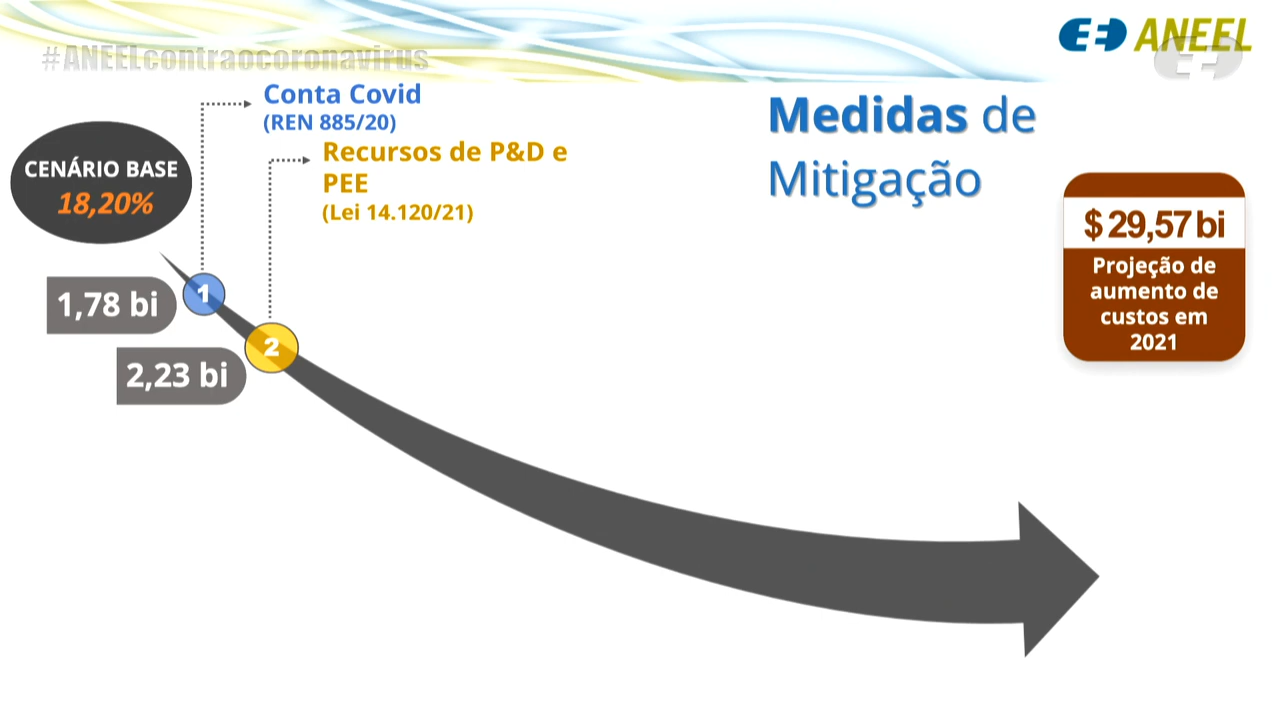 #ANEELcontraocoronavirus
ANEEL
Conta Covid
(REN 885/20)
Recursos de P&D e
PEE
(Lei 14.120/21)
Medidas de
Mitigação
CENÁRIO BASE
18,20%
$ 29,57 bi
Projeção de
aumento de
custos em
2021
1
1,78 bi
2
2,23 bi